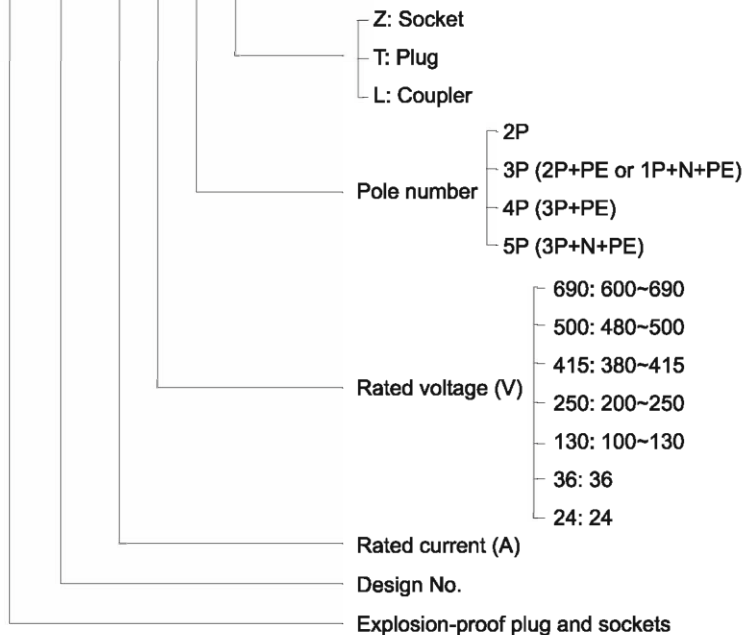 Z: Socket
T: Plug
L: Coupler
2P
3P (2P+PE or 1P+N+PE)
Pole number
4P (3P+PE)
5P (3P+N+PE)
690: 600~690
500: 480~500
415: 380~415
Rated voltage (V)
250: 200~250
130: 100~130
36: 36
24: 24
Rated current (A)
Design No.
Explosion-proof plug and sockets